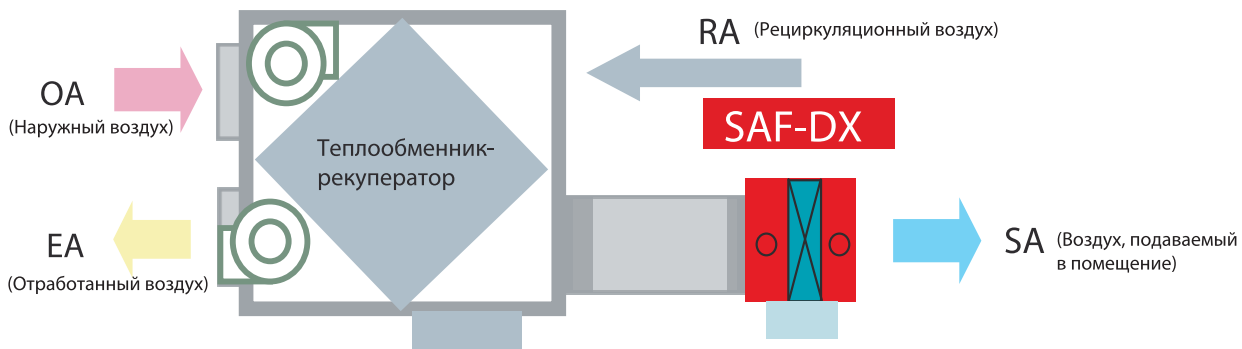 OA
(Наружный воздух)
EA
(Отработанный воздух)
Теплообменник-
рекуператор
RA (Рециркуляционный воздух)
SAF-DX
SA (Воздух, подаваемый
в помещение)